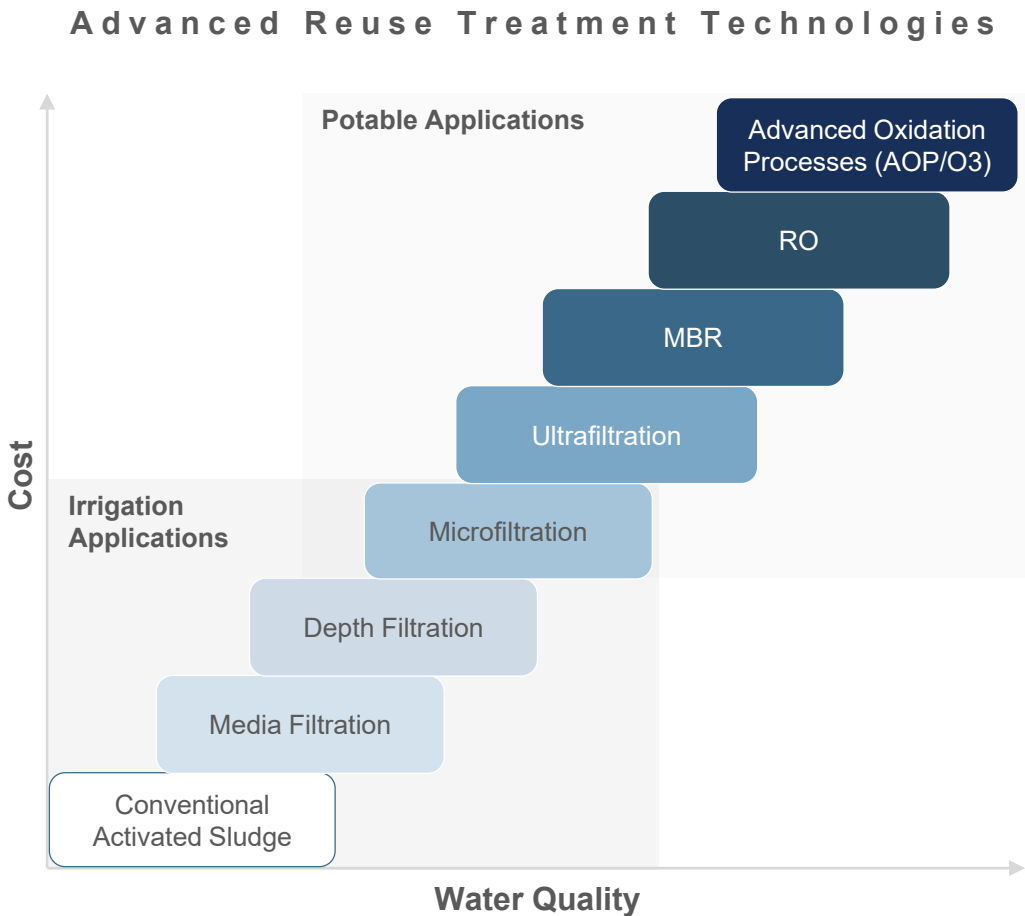 Advanced Reuse Treatment Technologies
Potable Applications
Advanced Oxidation
Processes (AOP/O3)
RO
MBR
Ultrafiltration
Cost
Irrigation
Applications
Microfiltration
Depth Filtration
Media Filtration
Conventional
Activated Sludge
Water Quality